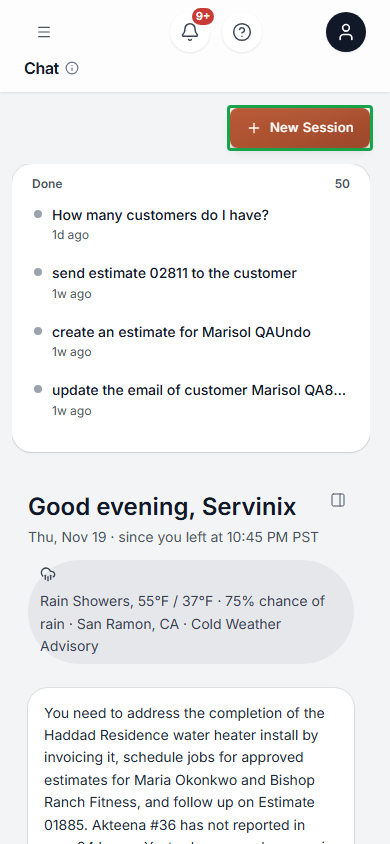 9+
Chat
New Session
Done 50
How many customers do I have?
1d ago
send estimate 02811 to the customer
1w ago
create an estimate for Marisol QAUndo
1w ago
update the email of customer Marisol QA8...
1w ago
Good evening, Servinix
Thu, Nov 19 · since you left at 10:45 PM PST
Rain Showers, 55°F / 37°F · 75% chance of
rain · San Ramon, CA · Cold Weather
Advisory
You need to address the completion of the
Haddad Residence water heater install by
invoicing it, schedule jobs for approved
estimates for Maria Okonkwo and Bishop
Ranch Fitness, and follow up on Estimate
01885. Akteena #36 has not reported in